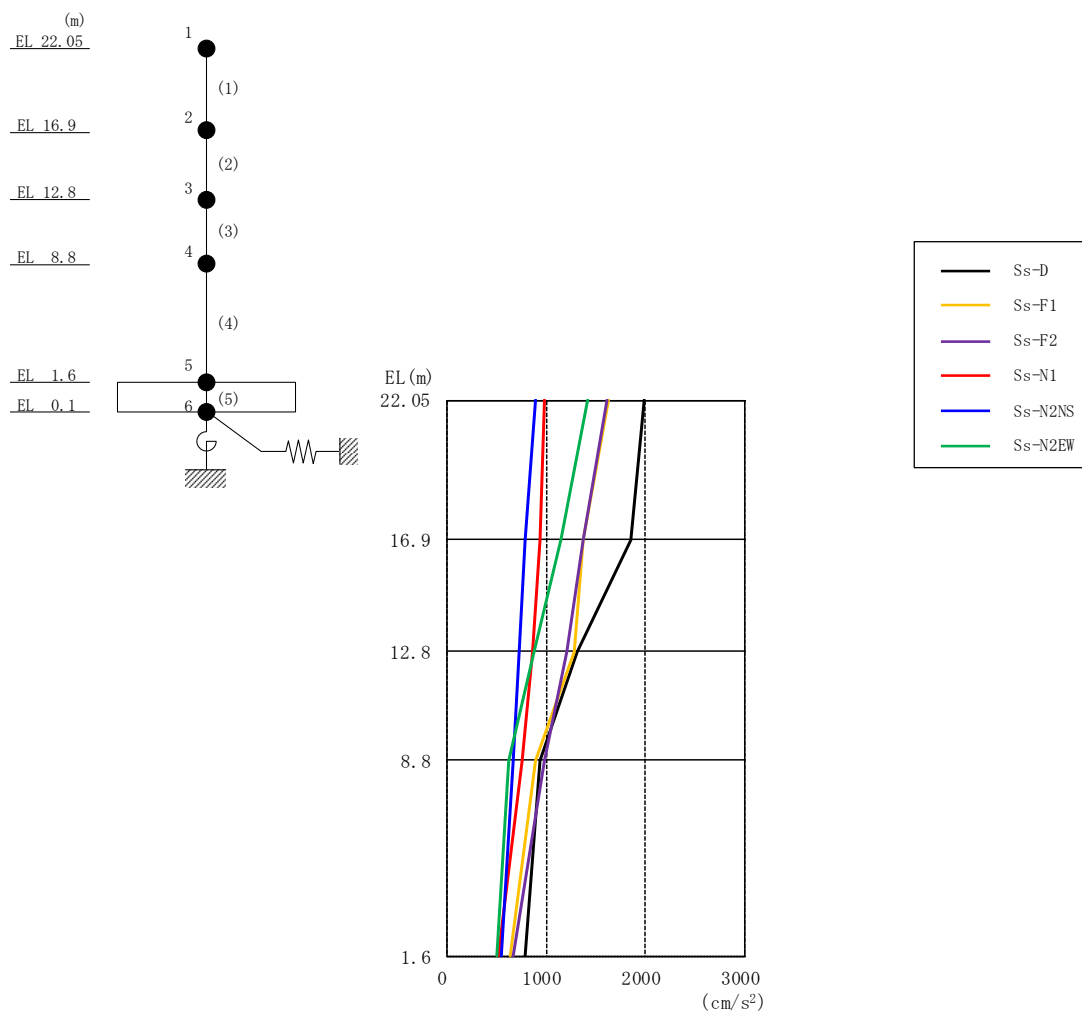 (m)
EL 22.05
1
(1)
EL 16.9
2
(2)
EL 12.8
3
(3)
EL 8.8
4
(4)
EL 1.6
5
(5)
EL 0.1
6
Ss-D
Ss-F1
Ss-F2
Ss-N1
Ss-N2NS
Ss-N2EW
EL(m)
22.05
16.9
12.8
8.8
1.6
0 1000 2000 3000
(cm/s²)